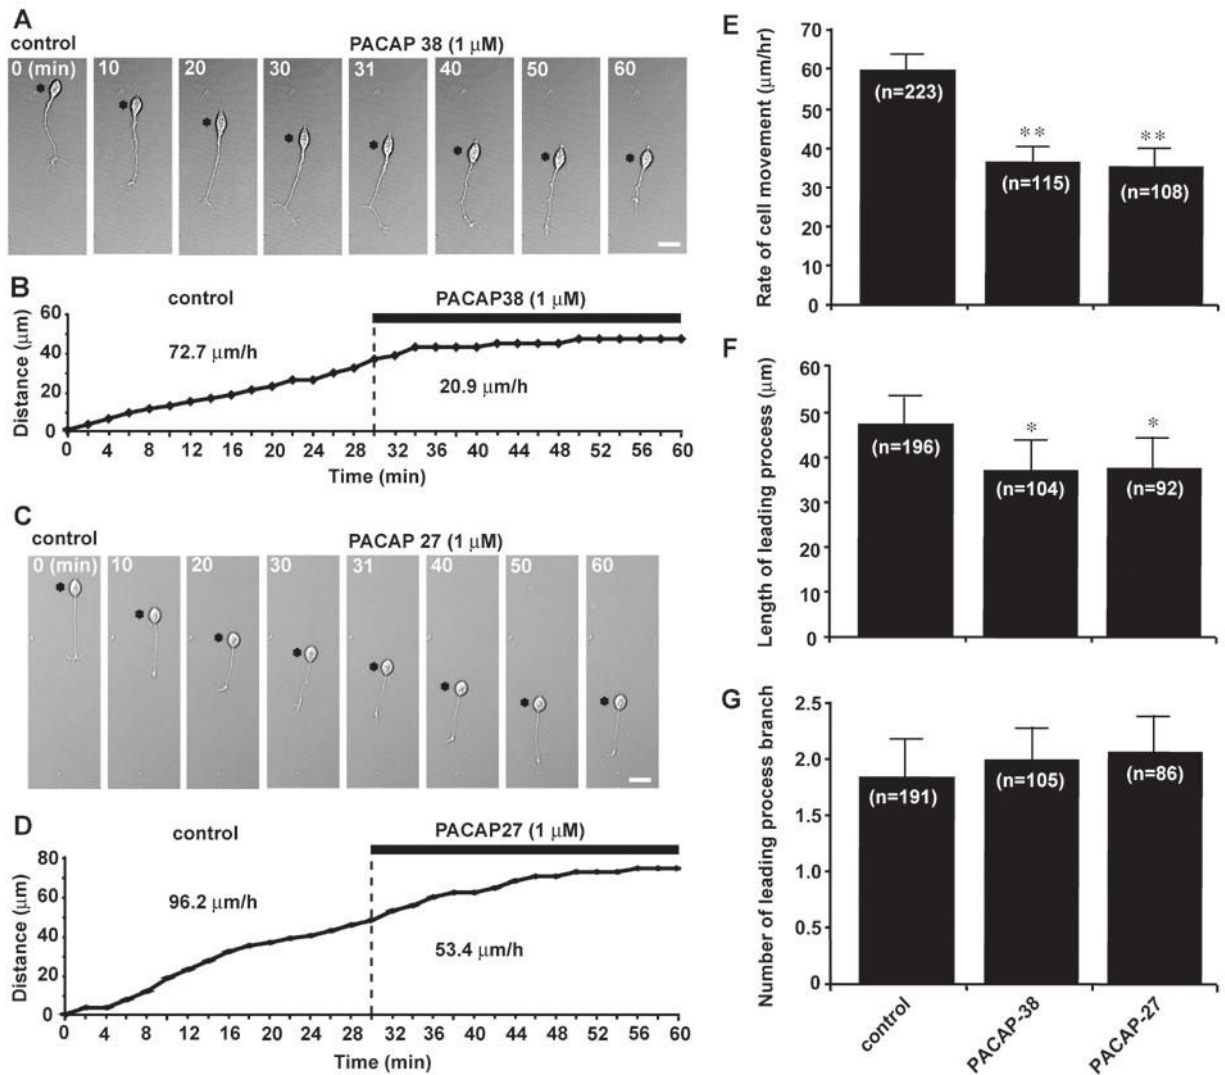 A
control
PACAP 38 (1 μM)
0 (min) 10 20 30 31 40 50 60
B
control
PACAP38 (1 μM)
72.7 μm/h
20.9 μm/h
Distance (μm)
60
40
20
0
0 4 8 12 16 20 24 28 32 36 40 44 48 52 56 60
Time (min)
C
control
PACAP 27 (1 μM)
0 (min) 10 20 30 31 40 50 60
D
control
PACAP27 (1 μM)
96.2 μm/h
53.4 μm/h
Distance (μm)
80
60
40
20
0
0 4 8 12 16 20 24 28 32 36 40 44 48 52 56 60
Time (min)
E
Rate of cell movement (μm/hr)
70
60
50
40
30
20
10
0
(n=223)
**
(n=115)
**
(n=108)
F
Length of leading process (μm)
60
50
40
30
20
10
0
(n=196)
*
(n=104)
*
(n=92)
G
Number of leading process branch
2.5
2.0
1.5
1.0
0.5
0
(n=191)
(n=105)
(n=86)
control
PACAP-38
PACAP-27